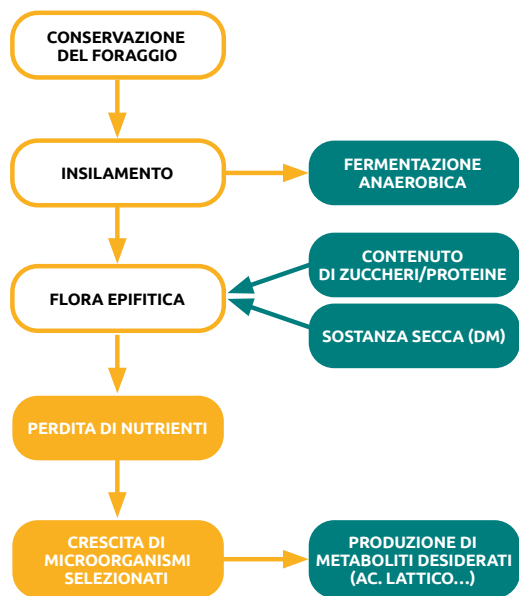 CONSERVAZIONE
DEL FORAGGIO
INSILAMENTO
FERMENTAZIONE
ANAEROBICA
CONTENUTO
DI ZUCCHERI/PROTEINE
FLORA EPIFITICA
SOSTANZA SECCA (DM)
PERDITA DI NUTRIENTI
CRESCITA DI
MICROORGANISMI
SELEZIONATI
PRODUZIONE DI
METABOLITI DESIDERATI
(AC. LATTICO...)